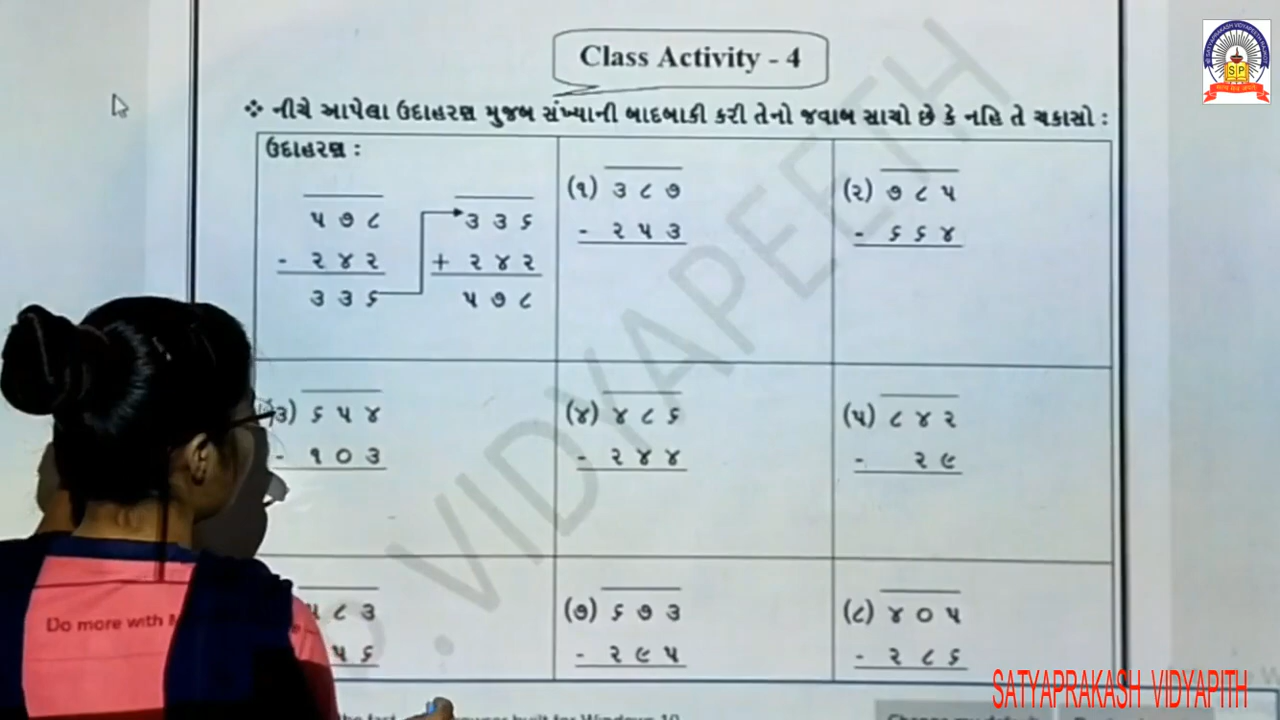 Class Activity - 4
❖ નીચે આપેલા ઉદાહરણ મુજબ સંખ્યાની બાદબાકી કરી તેનો જવાબ સાચો છે કે નહિ તે ચકાસો :
ઉદાહરણ :
૫ ૭ ૮
- ૨ ૪ ૨
૩ ૩ ૬
૩ ૩ ૬
+ ૨ ૪ ૨
૫ ૭ ૮
(૧) ૩ ૮ ૭
- ૨ ૫ ૩
(૨) ૭ ૮ ૫
- ૬ ૬ ૪
(૩) ૬ ૫ ૪
- ૧ ૦ ૩
(૪) ૪ ૮ ૬
- ૨ ૪ ૪
(૫) ૮ ૪ ૨
- ૨ ૯
૮ ૩
૫ ૬
(૭) ૬ ૭ ૩
- ૨ ૯ ૫
(૮) ૪ ૦ ૫
- ૨ ૮ ૬
. VIDYAPEETH
Do more with
SATYAPRAKASH VIDYAPITH
SP